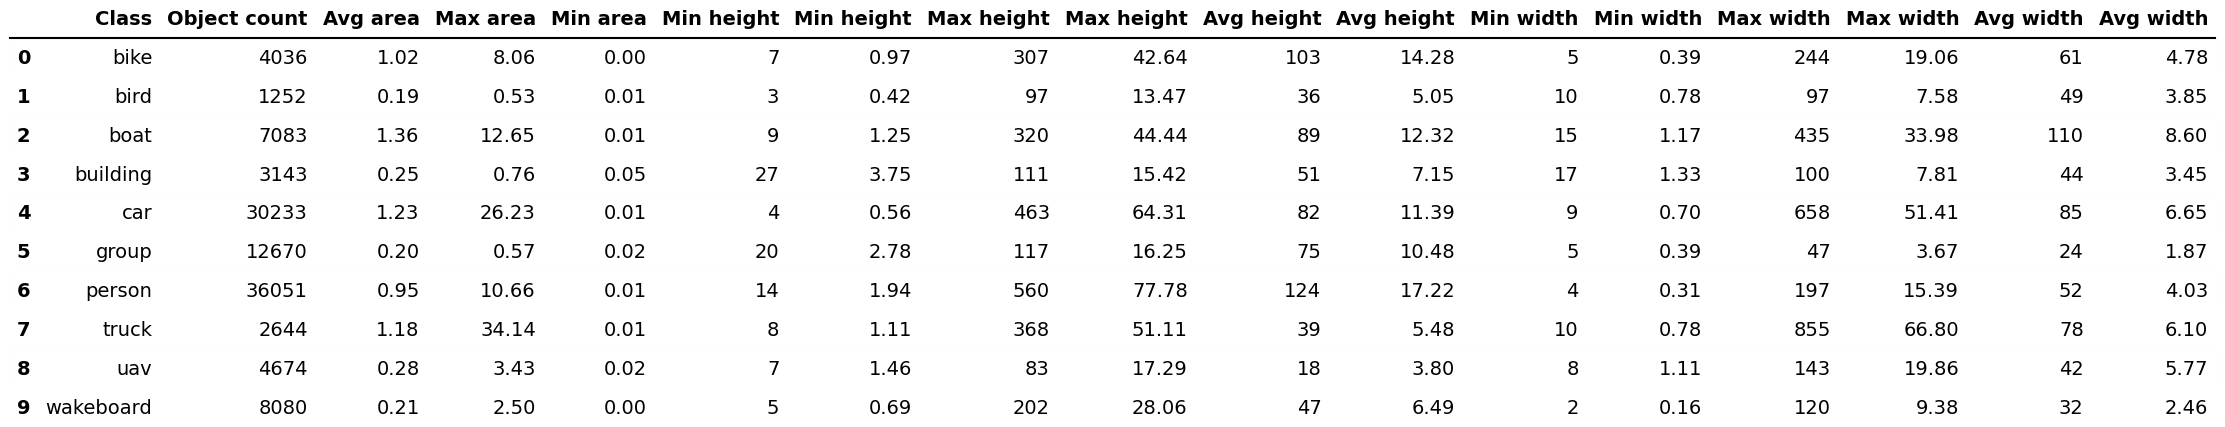 Class Object count Avg area Max area Min area Min height Min height Max height Max height Avg height Avg height Min width Min width Max width Max width Avg width Avg width
0 bike 4036 1.02 8.06 0.00 7 0.97 307 42.64 103 14.28 5 0.39 244 19.06 61 4.78
1 bird 1252 0.19 0.53 0.01 3 0.42 97 13.47 36 5.05 10 0.78 97 7.58 49 3.85
2 boat 7083 1.36 12.65 0.01 9 1.25 320 44.44 89 12.32 15 1.17 435 33.98 110 8.60
3 building 3143 0.25 0.76 0.05 27 3.75 111 15.42 51 7.15 17 1.33 100 7.81 44 3.45
4 car 30233 1.23 26.23 0.01 4 0.56 463 64.31 82 11.39 9 0.70 658 51.41 85 6.65
5 group 12670 0.20 0.57 0.02 20 2.78 117 16.25 75 10.48 5 0.39 47 3.67 24 1.87
6 person 36051 0.95 10.66 0.01 14 1.94 560 77.78 124 17.22 4 0.31 197 15.39 52 4.03
7 truck 2644 1.18 34.14 0.01 8 1.11 368 51.11 39 5.48 10 0.78 855 66.80 78 6.10
8 uav 4674 0.28 3.43 0.02 7 1.46 83 17.29 18 3.80 8 1.11 143 19.86 42 5.77
9 wakeboard 8080 0.21 2.50 0.00 5 0.69 202 28.06 47 6.49 2 0.16 120 9.38 32 2.46